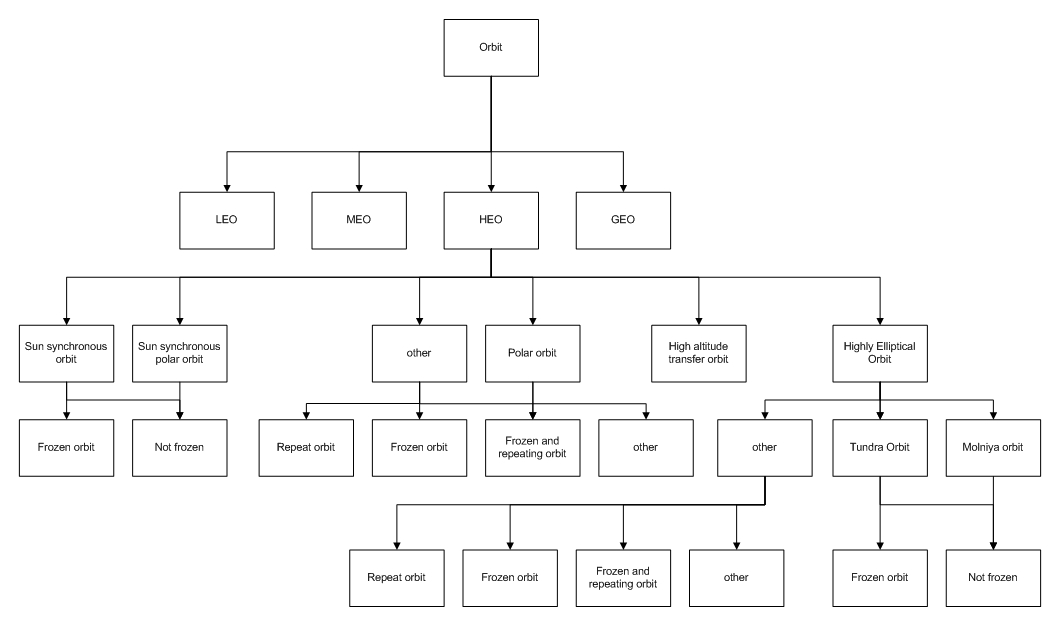 Orbit
LEO
MEO
HEO
GEO
Sun synchronous
orbit
Sun synchronous
polar orbit
other
Polar orbit
High altitude
transfer orbit
Highly Elliptical
Orbit
Frozen orbit
Not frozen
Repeat orbit
Frozen orbit
Frozen and
repeating orbit
other
other
Tundra Orbit
Molniya orbit
Repeat orbit
Frozen orbit
Frozen and
repeating orbit
other
Frozen orbit
Not frozen